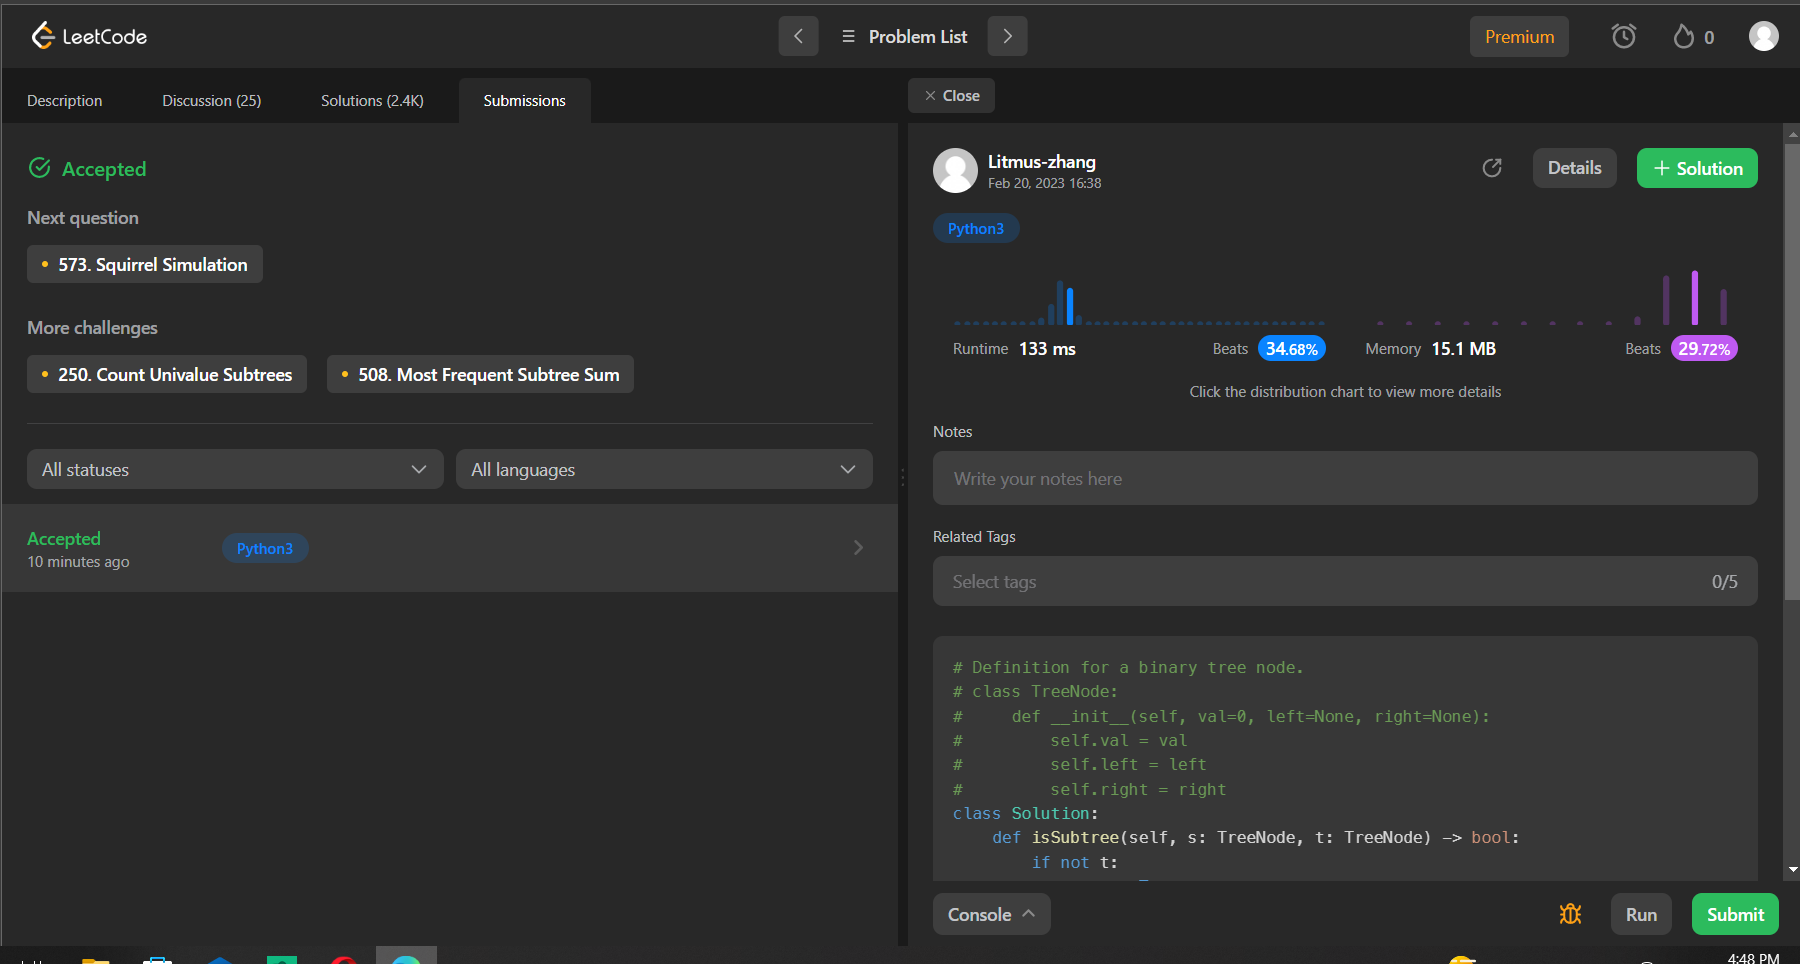 LeetCode
Problem List
Premium
0
Description
Discussion (25)
Solutions (2.4K)
Submissions
Close
Accepted
Next question
573. Squirrel Simulation
More challenges
250. Count Univalue Subtrees
508. Most Frequent Subtree Sum
All statuses
All languages
Accepted
10 minutes ago
Python3
Litmus-zhang
Feb 20, 2023 16:38
Details
+ Solution
Python3
Runtime 133 ms
Beats 34.68%
Memory 15.1 MB
Beats 29.72%
Click the distribution chart to view more details
Notes
Write your notes here
Related Tags
Select tags
0/5
# Definition for a binary tree node.
# class TreeNode:
#     def __init__(self, val=0, left=None, right=None):
#         self.val = val
#         self.left = left
#         self.right = right
class Solution:
    def isSubtree(self, s: TreeNode, t: TreeNode) -> bool:
        if not t:
Console
Run
Submit
4:48 PM